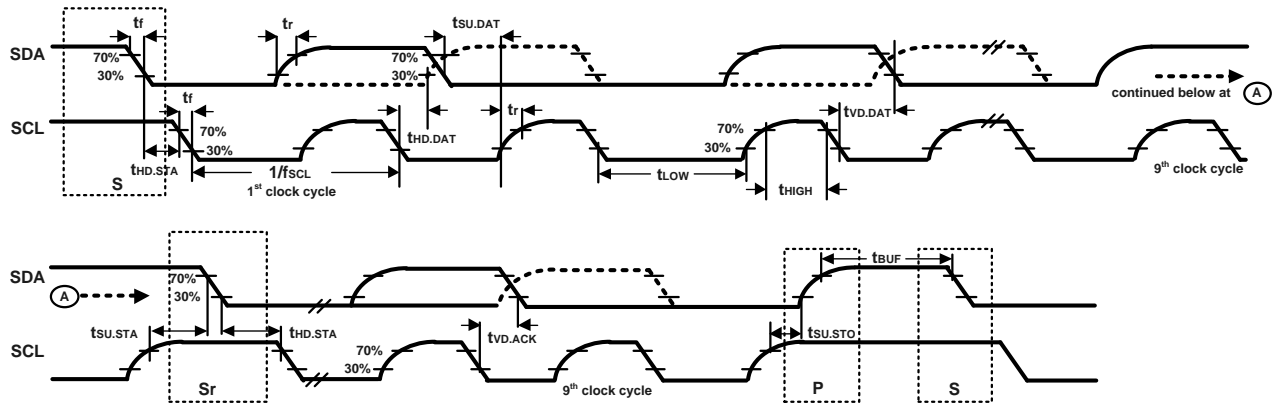 tf
tr
tSU.DAT
SDA
70%
30%
70%
30%
continued below at A
tf
tr
tHD.DAT
tVD.DAT
SCL
70%
30%
70%
30%
tHD.STA
S
1/fSCL
1st clock cycle
tLOW
tHIGH
9th clock cycle
SDA
70%
30%
A
tBUF
tSU.STA
tHD.STA
tVD.ACK
tSU.STO
SCL
70%
30%
Sr
9th clock cycle
P
S